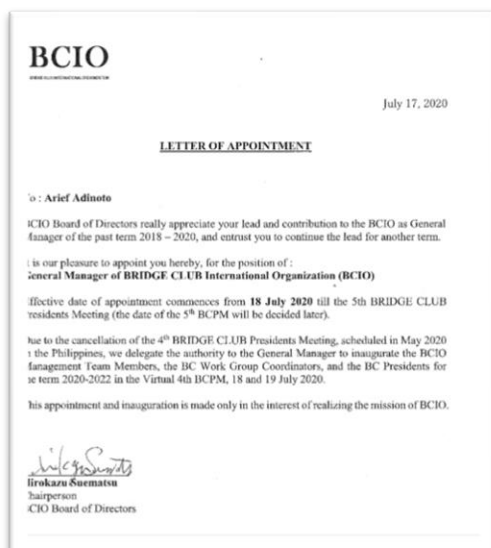 BCIO
July 17, 2020
LETTER OF APPOINTMENT
o : Arief Adinoto
CIO Board of Directors really appreciate your lead and contribution to the BCIO as General
anager of the past term 2018 – 2020, and entrust you to continue the lead for another term.
is our pleasure to appoint you hereby, for the position of :
eneral Manager of BRIDGE CLUB International Organization (BCIO)
ffective date of appointment commences from 18 July 2020 till the 5th BRIDGE CLUB
residents Meeting (the date of the 5th BCPM will be decided later).
ue to the cancellation of the 4th BRIDGE CLUB Presidents Meeting, scheduled in May 2020
the Philippines, we delegate the authority to the General Manager to inaugurate the BCIO
anagement Team Members, the BC Work Group Coordinators, and the BC Presidents for
e term 2020-2022 in the Virtual 4th BCPM, 18 and 19 July 2020.
his appointment and inauguration is made only in the interest of realizing the mission of BCIO.
irokazu Suematsu
hairperson
CIO Board of Directors